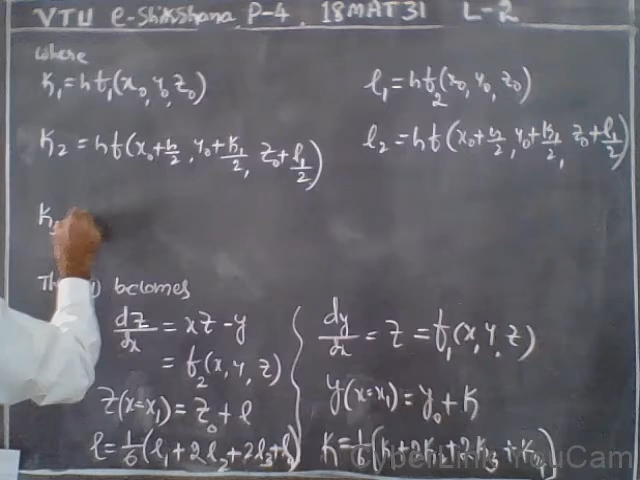 VTU e-Shikshana P-4, 18MAT31 L-2
where
K₁ = hf₁(x₀, y₀, z₀) l₁ = hf₂(x₀, y₀, z₀)
K₂ = hf(x₀+h/2, y₀+K₁/2, z₀+l₁/2) l₂ = hf(x₀+h/2, y₀+K₁/2, z₀+l₁/2)
K₃
becomes
dz/dx = xz - y dy/dx = z = f₁(x, y, z)
= f₂(x, y, z)
z(x=x₁) = z₀ + l y(x=x₁) = y₀ + K
l = 1/6(l₁ + 2l₂ + 2l₃ + l₄) K = 1/6[K₁ + 2K₂ + 2K₃ + K₄]
CyberLink YouCam